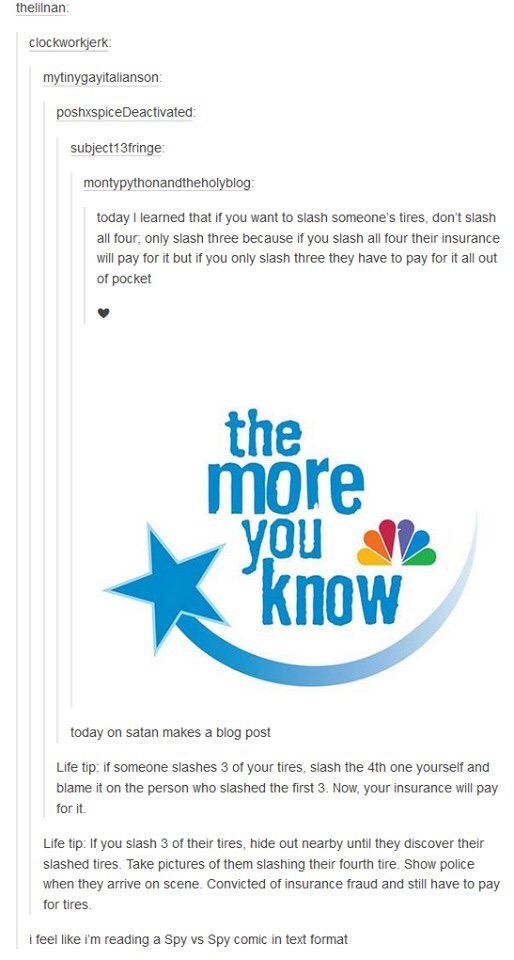 thelilnan:
clockworkjerk:
mytinygayitalianson:
poshxspiceDeactivated:
subject13fringe:
montypythonandtheholyblog:
today I learned that if you want to slash someone's tires, don't slash
all four; only slash three because if you slash all four their insurance
will pay for it but if you only slash three they have to pay for it all out
of pocket
♥
the
more
you
know
today on satan makes a blog post
Life tip: if someone slashes 3 of your tires, slash the 4th one yourself and
blame it on the person who slashed the first 3. Now, your insurance will pay
for it.
Life tip: If you slash 3 of their tires, hide out nearby until they discover their
slashed tires. Take pictures of them slashing their fourth tire. Show police
when they arrive on scene. Convicted of insurance fraud and still have to pay
for tires.
i feel like i'm reading a Spy vs Spy comic in text format